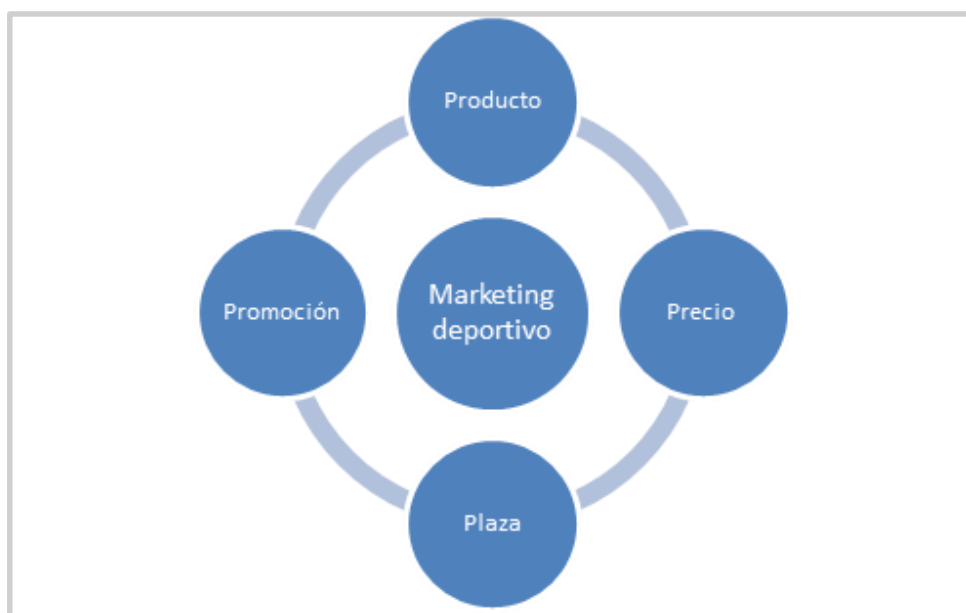 Producto
Promoción
Marketing
deportivo
Precio
Plaza